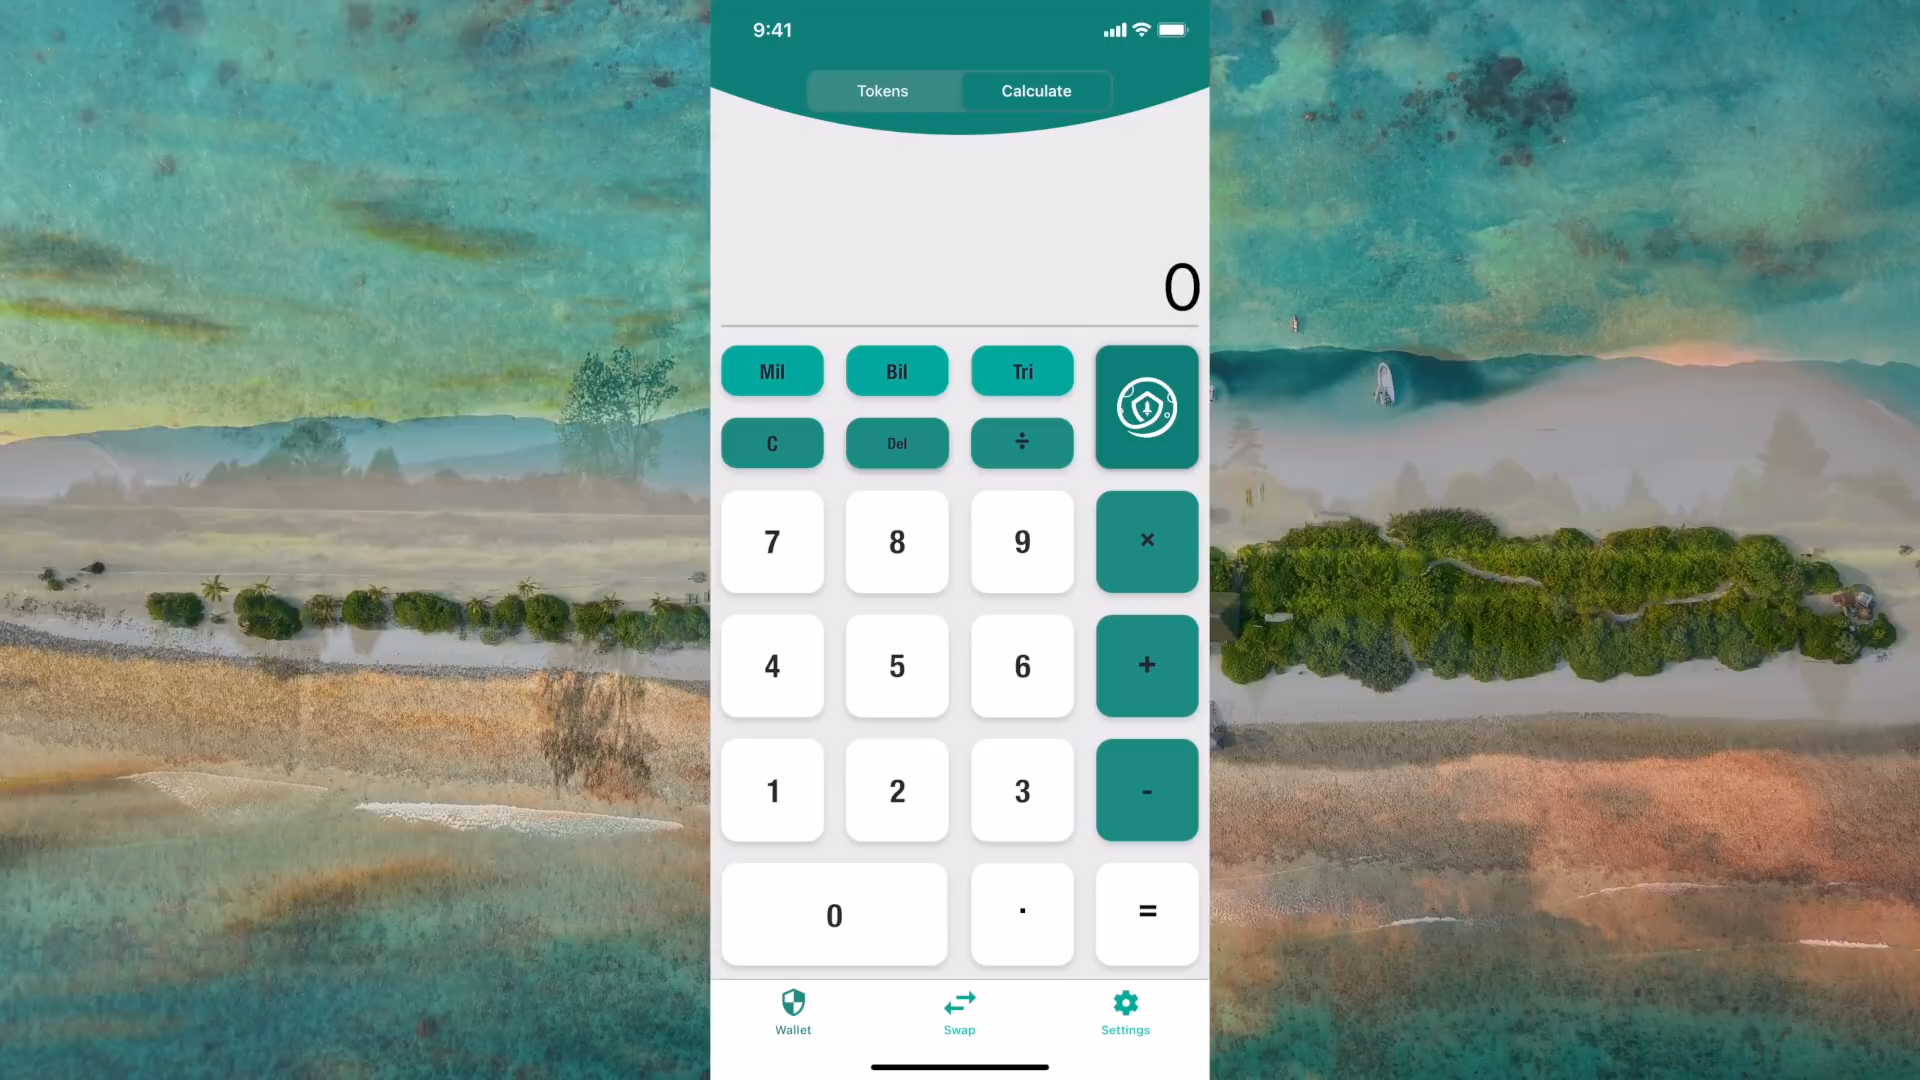 9:41
Tokens Calculate
0
Mil Bil Tri
C Del ÷
7 8 9 ×
4 5 6 +
1 2 3 -
0 . =
Wallet Swap Settings